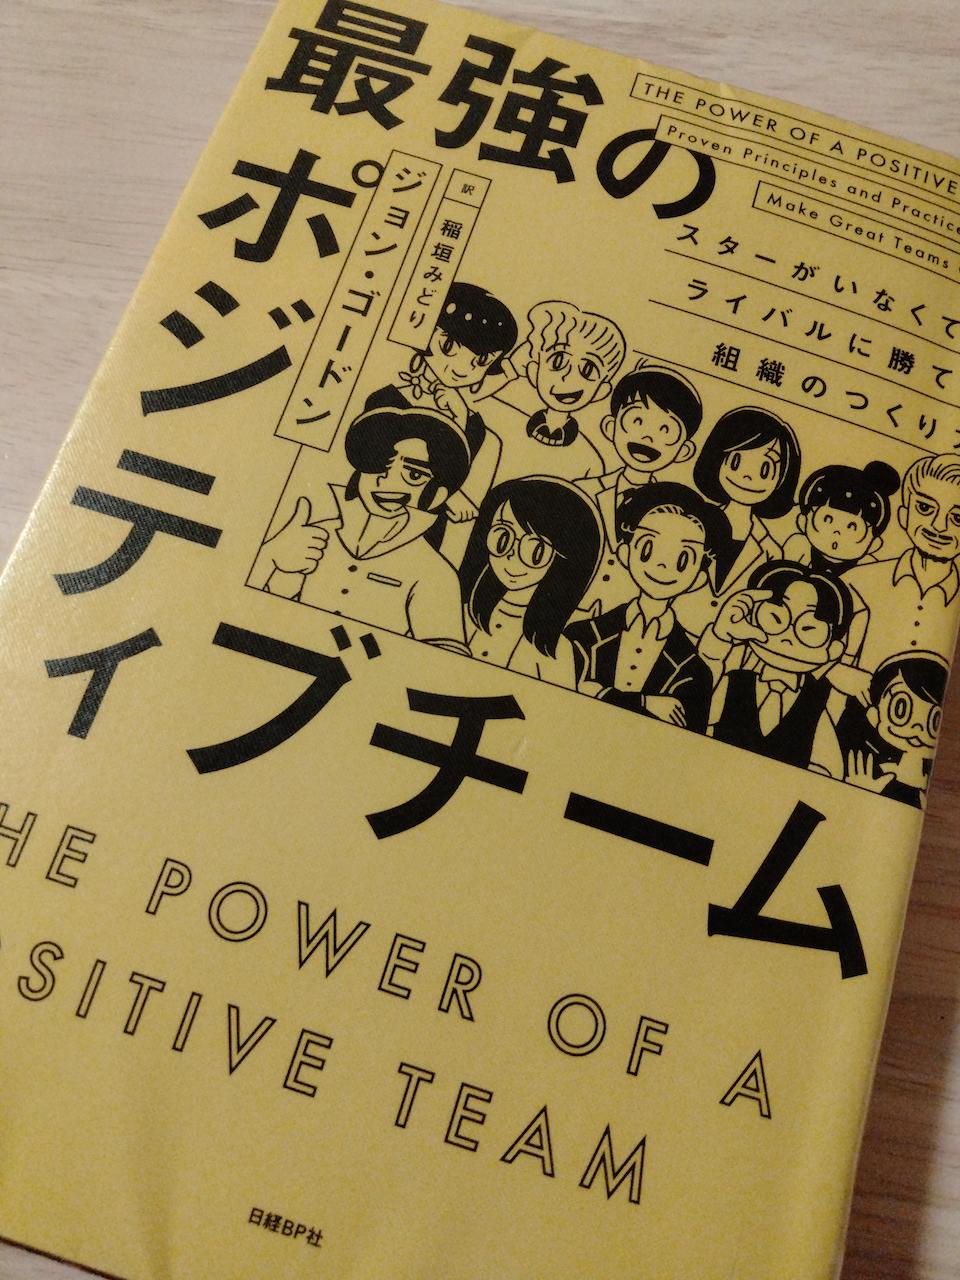 最強の
ポジティブチーム
THE POWER OF A POSITIVE
Proven Principles and Practice
Make Great Teams
スターがいなくて
ライバルに勝て
組織のつくり
ジョン・ゴードン
訳 稲垣みどり
THE POWER OF A
POSITIVE TEAM
日経BP社